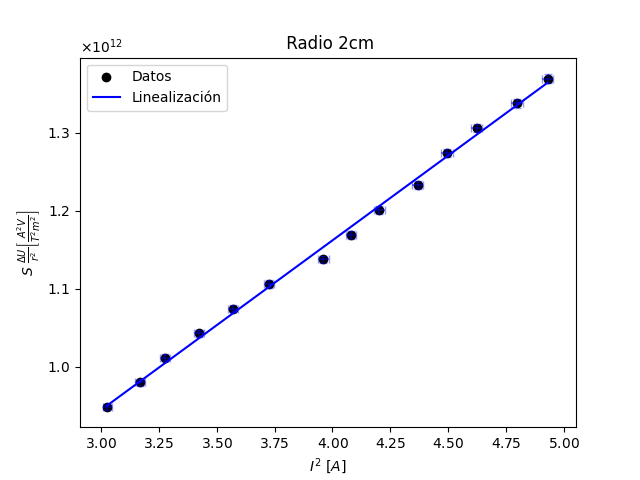 Radio 2cm
×10¹²
Datos
Linealización
1.3
1.2
1.1
1.0
S ΔU/r² [A²V/T²m²]
3.00 3.25 3.50 3.75 4.00 4.25 4.50 4.75 5.00
I² [A]